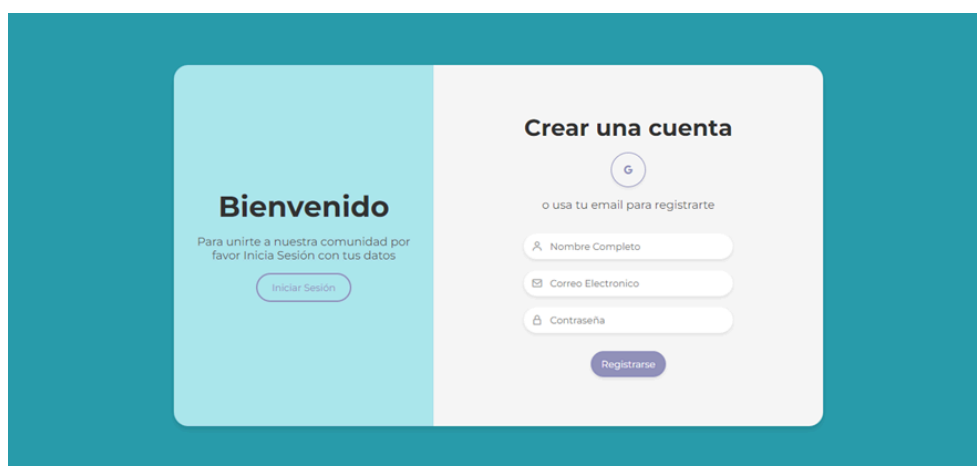 Bienvenido
Para unirte a nuestra comunidad por
favor Inicia Sesión con tus datos
Iniciar Sesión
Crear una cuenta
G
o usa tu email para registrarte
Nombre Completo
Correo Electronico
Contraseña
Registrarse